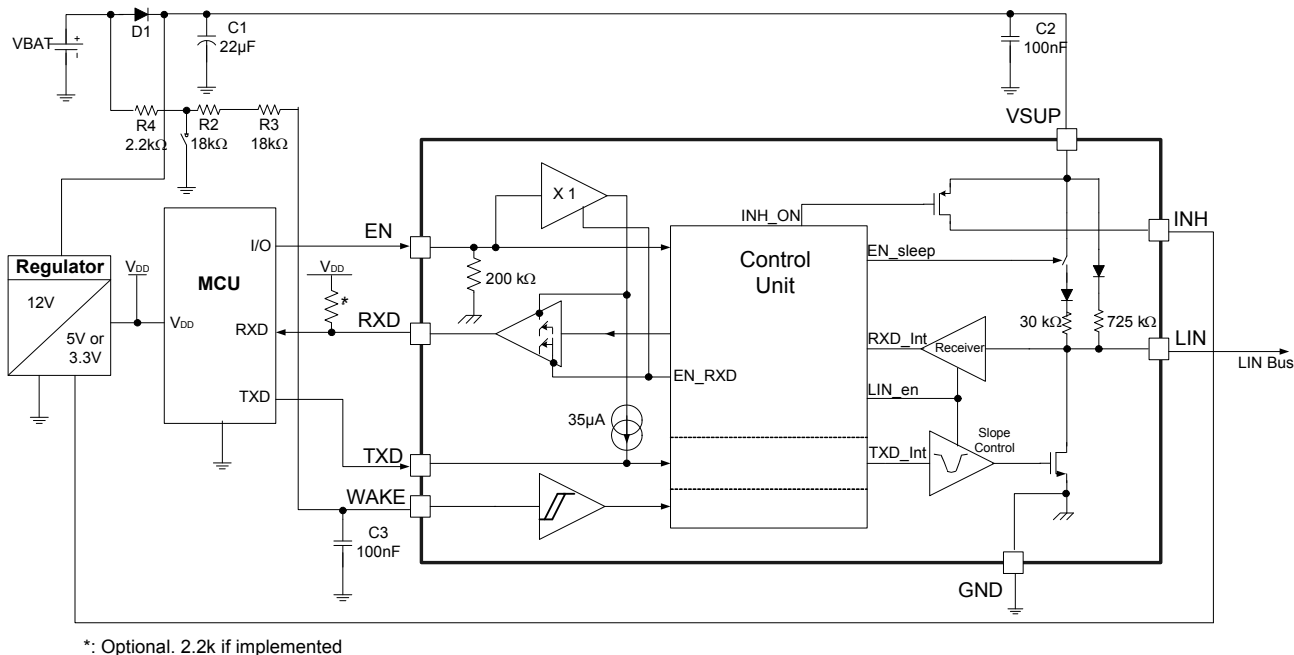 D1
VBAT
+
-
C1
22µF
C2
100nF
R4
2.2kΩ
R2
18kΩ
R3
18kΩ
VSUP
Regulator
12V
5V or
3.3V
VDD
MCU
VDD
I/O
RXD
TXD
VDD
*
EN
RXD
TXD
WAKE
C3
100nF
200 kΩ
X 1
35µA
EN_RXD
INH_ON
Control
Unit
EN_sleep
RXD_Int
LIN_en
TXD_Int
Receiver
Slope
Control
30 kΩ
725 kΩ
INH
LIN
LIN Bus
GND
*: Optional. 2.2k if implemented